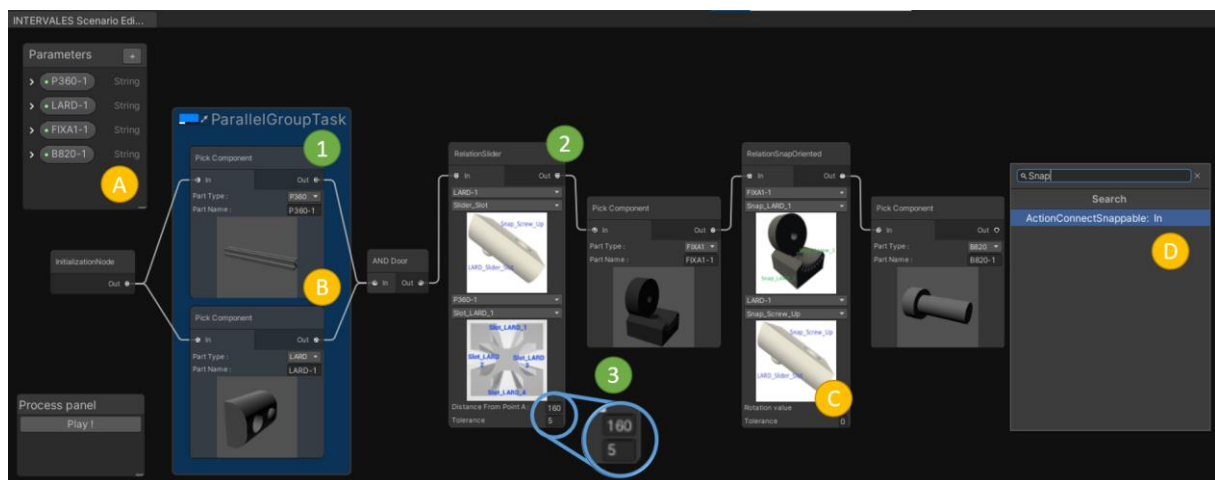 INTERVALES Scenario Edi...
Parameters +
P360-1 String
LARD-1 String
FIXA1-1 String
B820-1 String
A
InitializationNode
Out
Process panel
Play !
ParallelGroupTask
1
Pick Component
In Out
Part Type : P360
Part Name : P360-1
B
Pick Component
In Out
Part Type : LARD
Part Name : LARD-1
AND Door
In Out
RelationSlider
2
In Out
LARD-1
Slider_Slot
Snap_Screw_Up
LARD_Slider_Slot
P360-1
Slot_LARD_1
Slot_LARD_1
Slot_LARD
2
Slot_LARD
Slot_LARD_4
Distance From Point A : 160
Tolerance 5
3
160
5
Pick Component
In Out
Part Type : FIXA1
Part Name : FIXA1-1
RelationSnapOriented
In Out
FIXA1-1
Snap_LARD_1
LARD-1
Snap_Screw_Up
Snap_Screw_Up
C
Rotation value
Tolerance 0
Pick Component
In Out
Part Type : B820
Part Name : B820-1
Snap
Search
ActionConnectSnappable: In
D